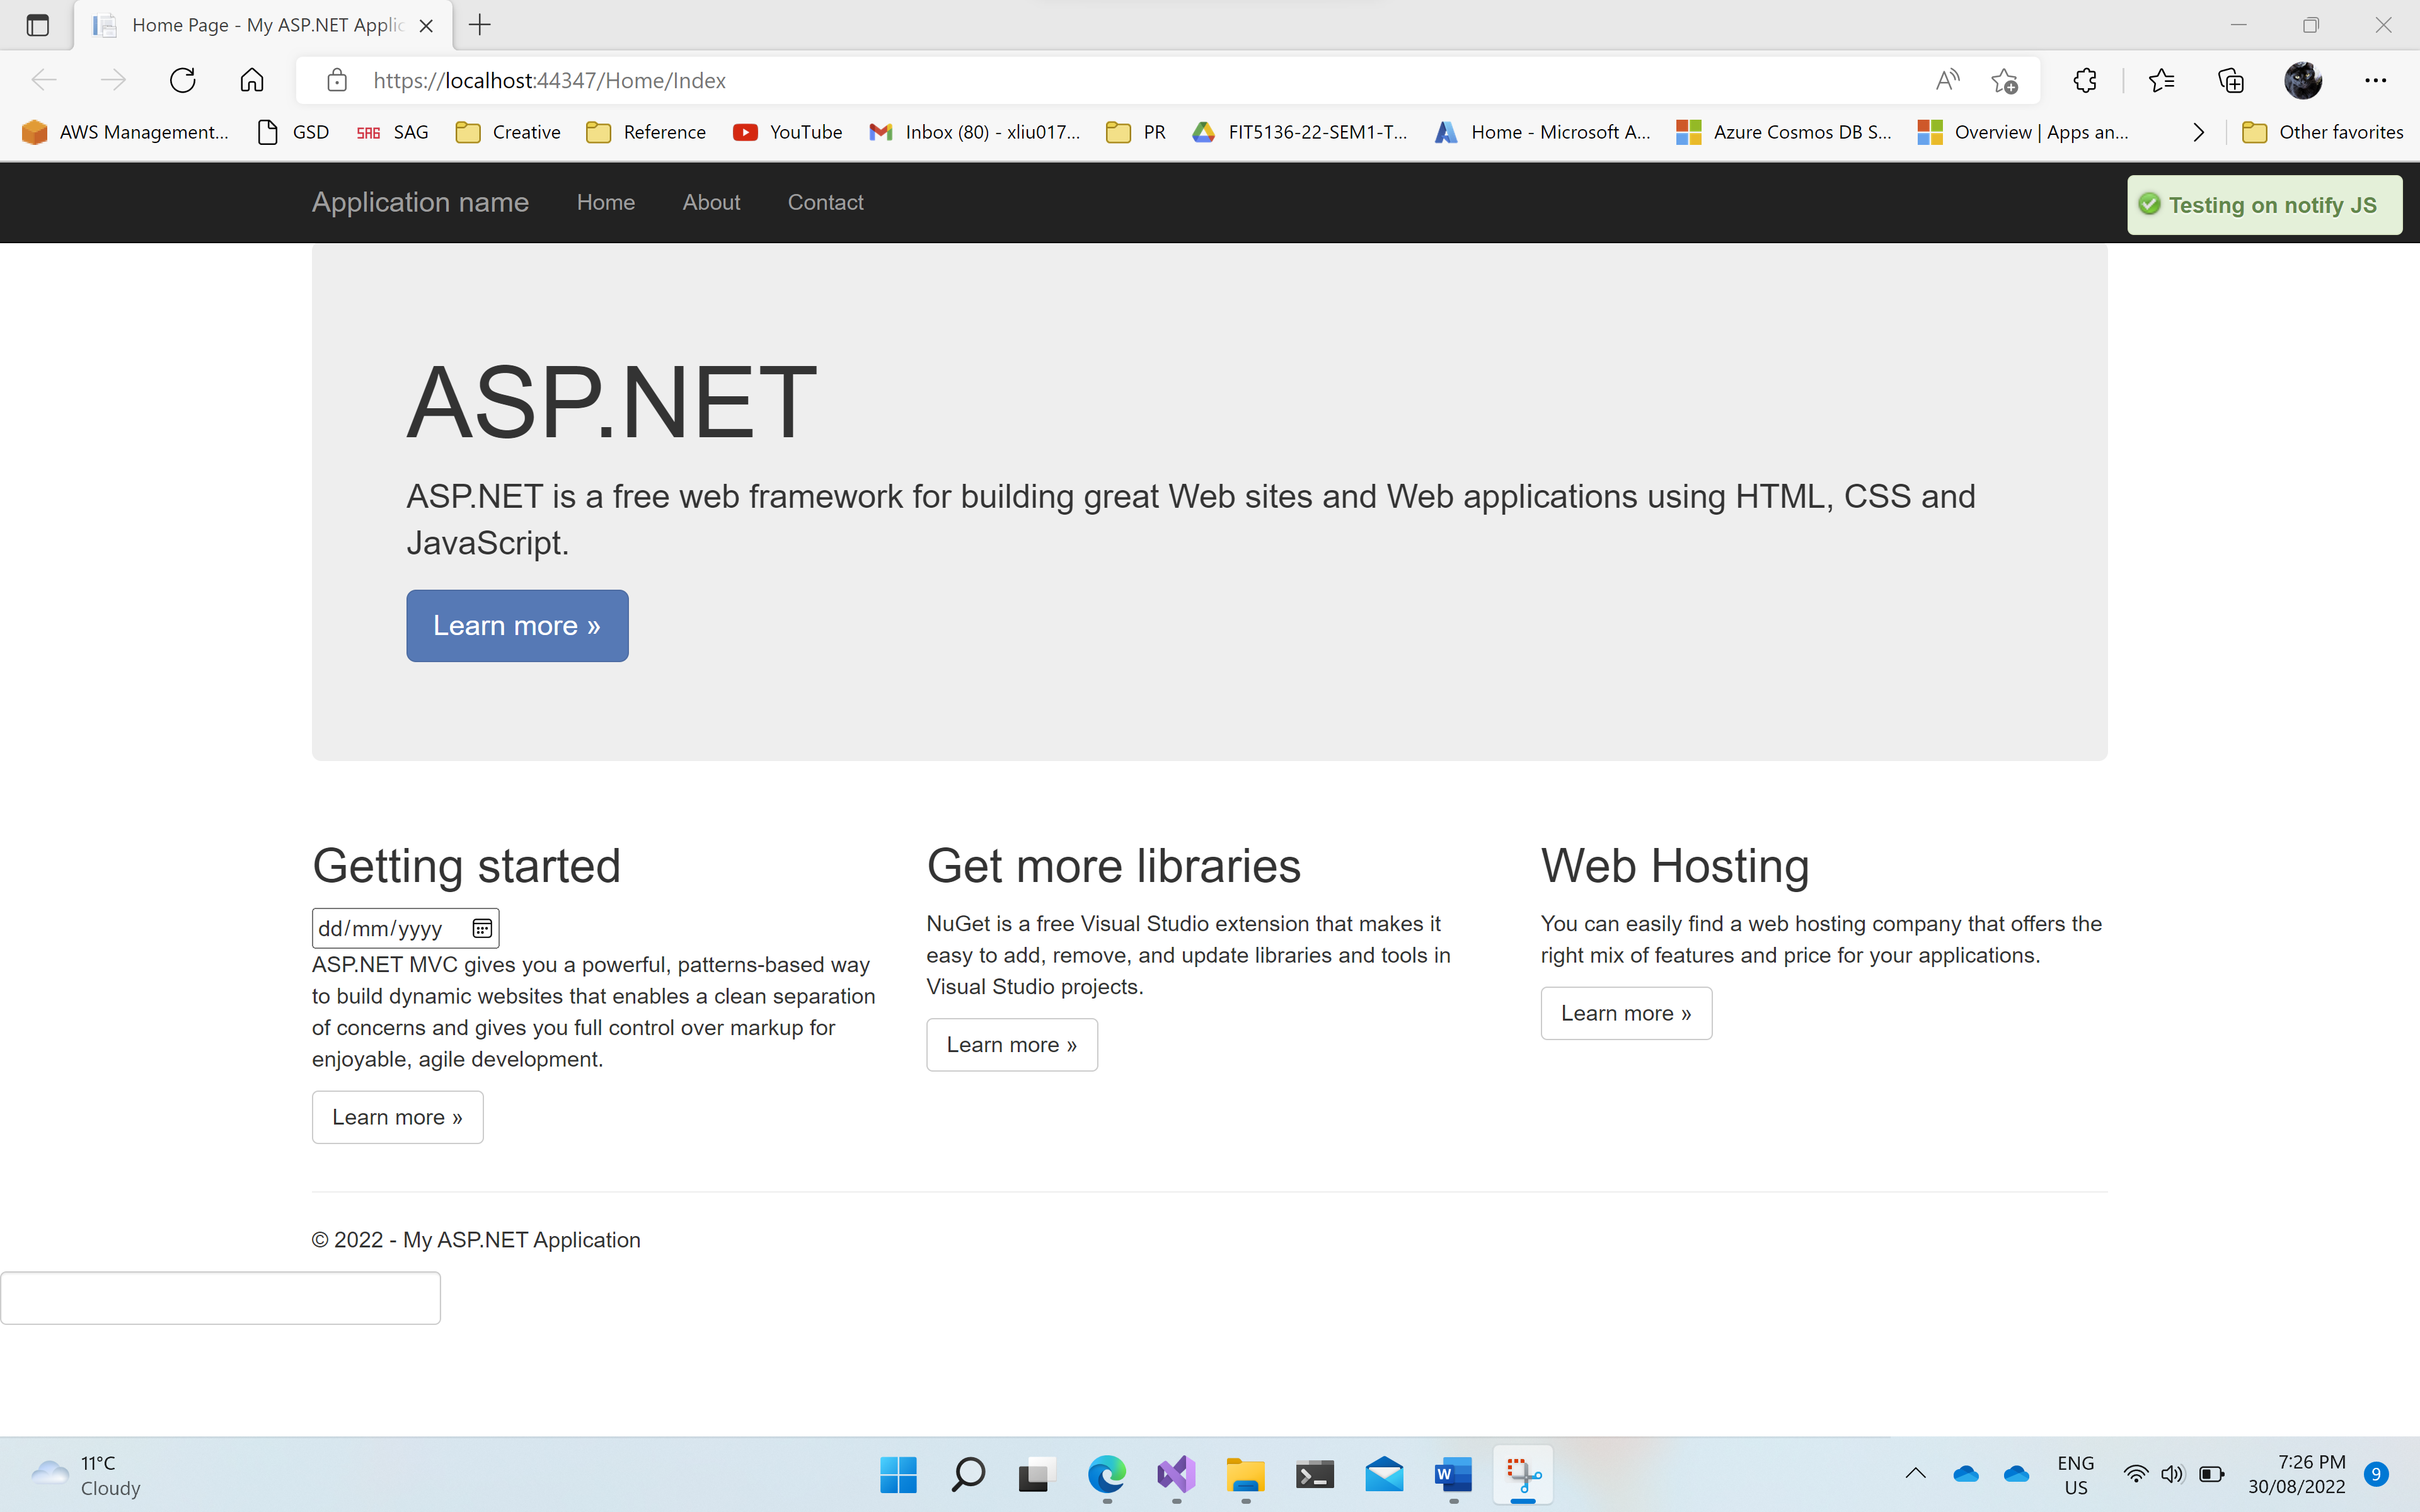 Home Page - My ASP.NET Applic
https://localhost:44347/Home/Index
AWS Management... GSD SAG SAG Creative Reference YouTube Inbox (80) - xliu017... PR FIT5136-22-SEM1-T... Home - Microsoft A... Azure Cosmos DB S... Overview | Apps an... Other favorites
Application name Home About Contact
Testing on notify JS
ASP.NET
ASP.NET is a free web framework for building great Web sites and Web applications using HTML, CSS and
JavaScript.
Learn more »
Getting started
dd/mm/yyyy
ASP.NET MVC gives you a powerful, patterns-based way
to build dynamic websites that enables a clean separation
of concerns and gives you full control over markup for
enjoyable, agile development.
Learn more »
Get more libraries
NuGet is a free Visual Studio extension that makes it
easy to add, remove, and update libraries and tools in
Visual Studio projects.
Learn more »
Web Hosting
You can easily find a web hosting company that offers the
right mix of features and price for your applications.
Learn more »
© 2022 - My ASP.NET Application
11°C
Cloudy
W
ENG
US
7:26 PM
30/08/2022
9